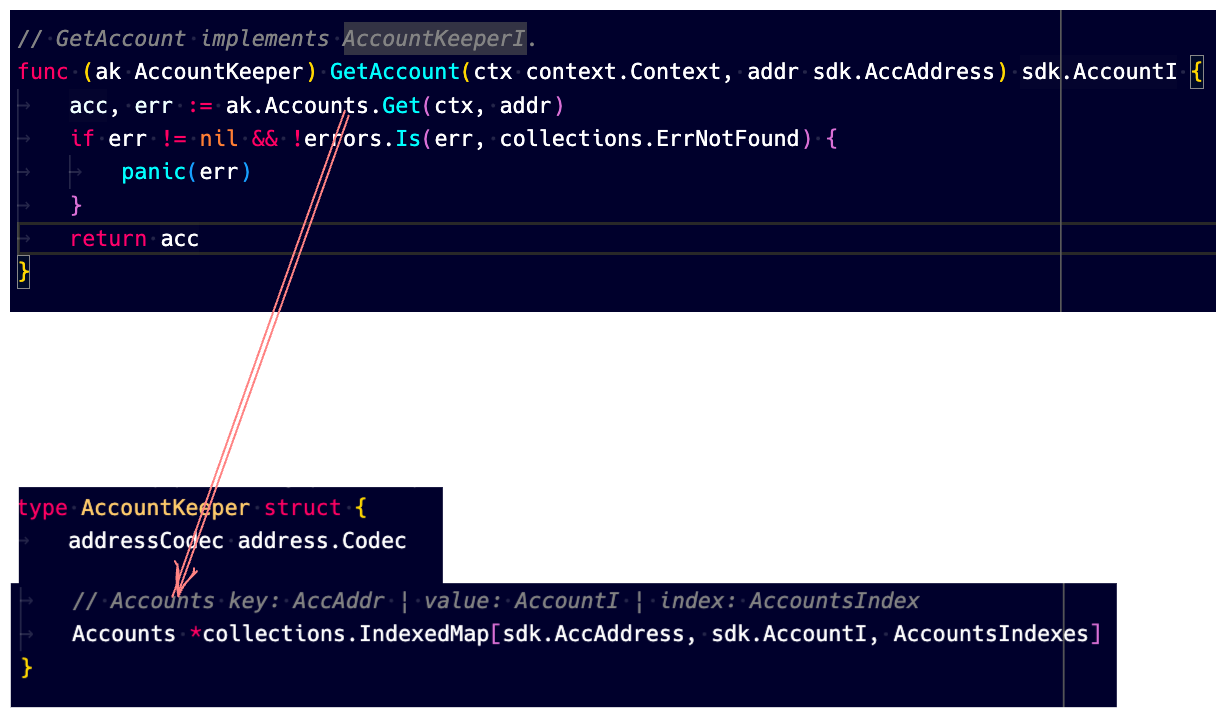 // GetAccount implements AccountKeeperI.
func (ak AccountKeeper) GetAccount(ctx context.Context, addr sdk.AccAddress) sdk.AccountI {
acc, err := ak.Accounts.Get(ctx, addr)
if err != nil && !errors.Is(err, collections.ErrNotFound) {
panic(err)
}
return acc
}
type AccountKeeper struct {
addressCodec address.Codec
// Accounts key: AccAddr | value: AccountI | index: AccountsIndex
Accounts *collections.IndexedMap[sdk.AccAddress, sdk.AccountI, AccountsIndexes]
}